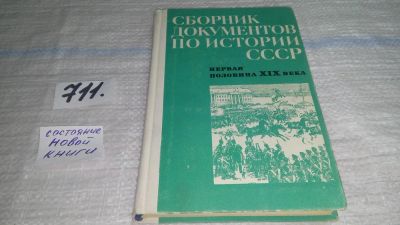 СБОРНИК
ДОКУМЕНТОВ
ПО ИСТОРИИ
СССР
ПЕРВАЯ
ПОЛОВИНА XIX ВЕКА
711.
состояние
новой
книги